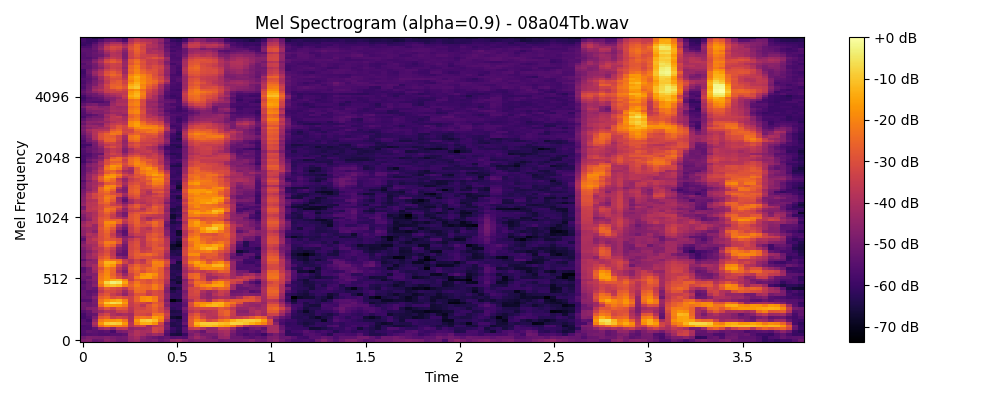 Mel Spectrogram (alpha=0.9) - 08a04Tb.wav
Mel Frequency
4096
2048
1024
512
0
0
0.5
1
1.5
2
2.5
3
3.5
Time
+0 dB
-10 dB
-20 dB
-30 dB
-40 dB
-50 dB
-60 dB
-70 dB